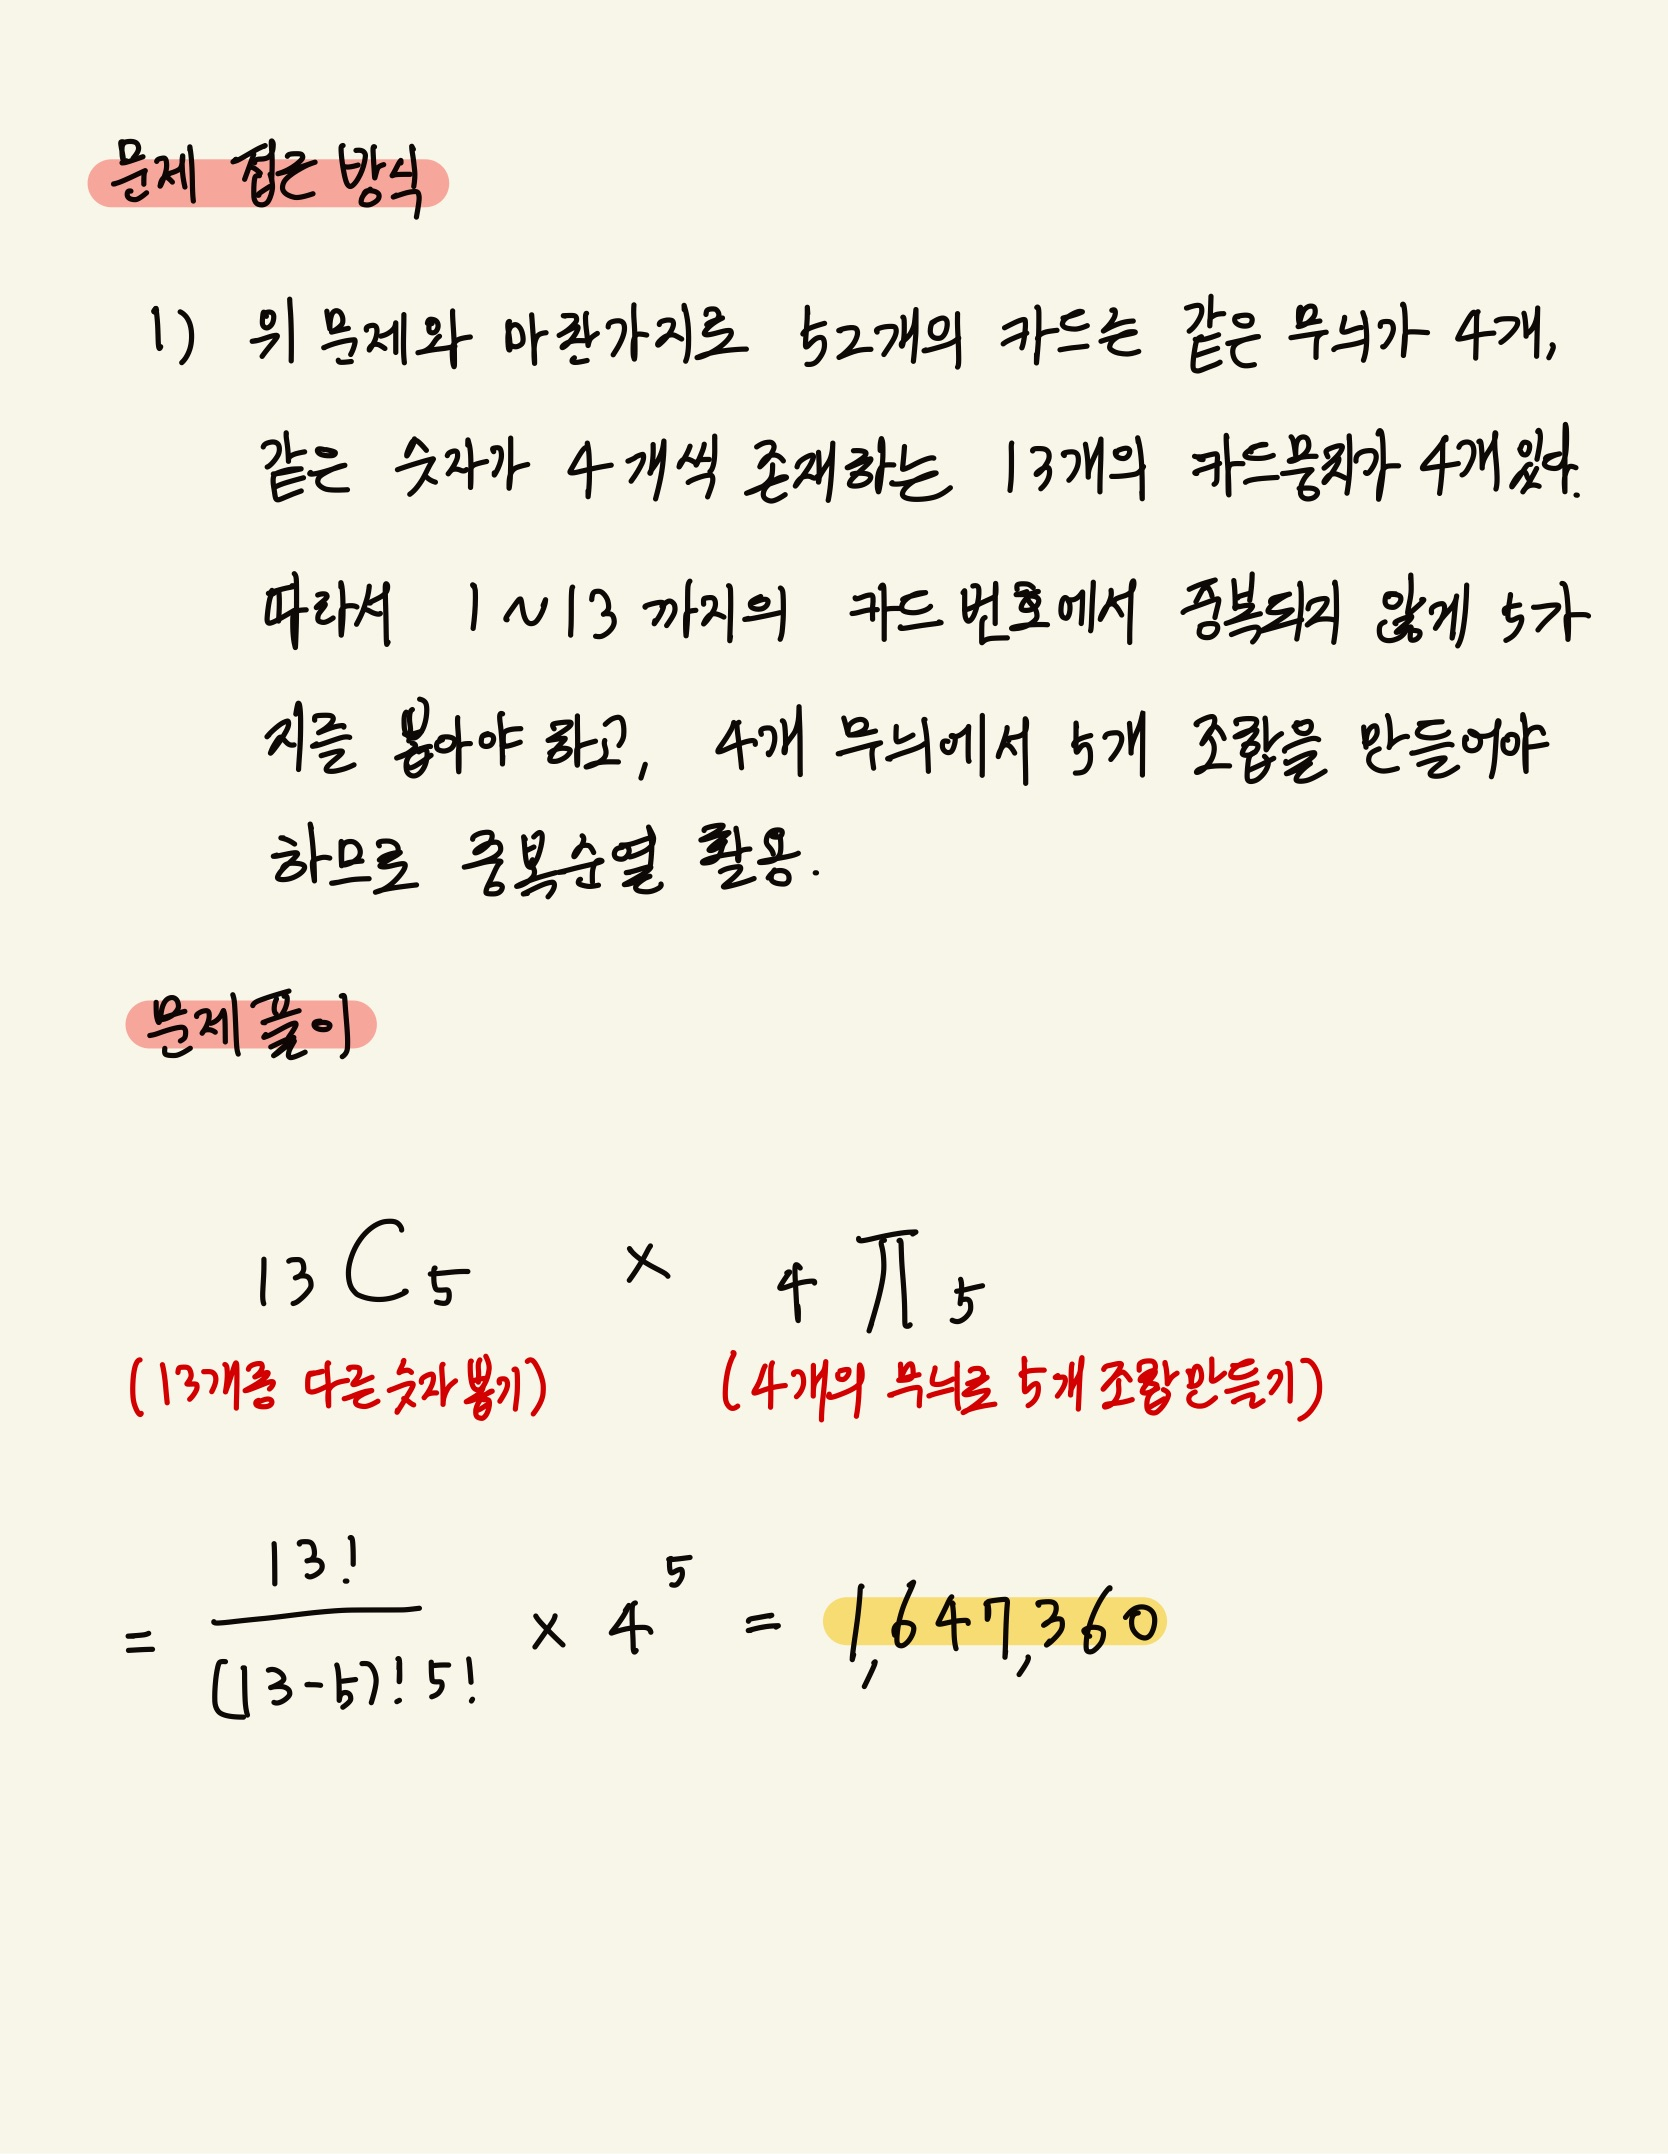 문제 접근 방식
1) 위 문제와 마찬가지로 52개의 카드는 같은 무늬가 4개,
같은 숫자가 4개씩 존재하는 13개의 카드뭉치가 4개 있다.
따라서 1~13 까지의 카드 번호에서 중복되지 않게 5가
지를 뽑아야 하고, 4개 무늬에서 5개 조합을 만들어야
하므로 중복순열 활용.
문제풀이
13 C 5 × 4 π 5
(13개중 다른 숫자 뽑기) (4개의 무늬로 5개 조합 만들기)
= 13! / (13-5)! 5! × 4^5 = 1,647,360